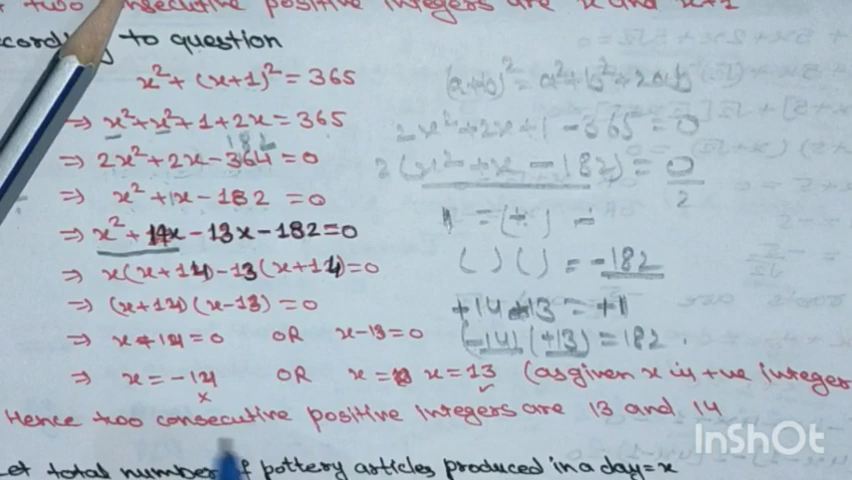 two consecutive positive integers are x and x+1
According to question
x² + (x+1)² = 365
(a+b)² = a²+b²+2ab
⇒ x²+x²+1+2x = 365
2x²+2x+1-365=0
182
⇒ 2x²+2x-364=0
2(x²+x-182)=0/2
⇒ x²+1x-182=0
⇒ x²+14x-13x-182=0
⇒ x(x+14)-13(x+14)=0
( ) ( ) = -182
⇒ (x+14)(x-13)=0
+14-13=+1
⇒ x+14=0 OR x-13=0
(-14)(+13)=182
⇒ x=-14 OR x= x=13 (as given x is +ve integer
x ✓
Hence two consecutive positive integers are 13 and 14
InShOt
Let total number of pottery articles produced in a day=x